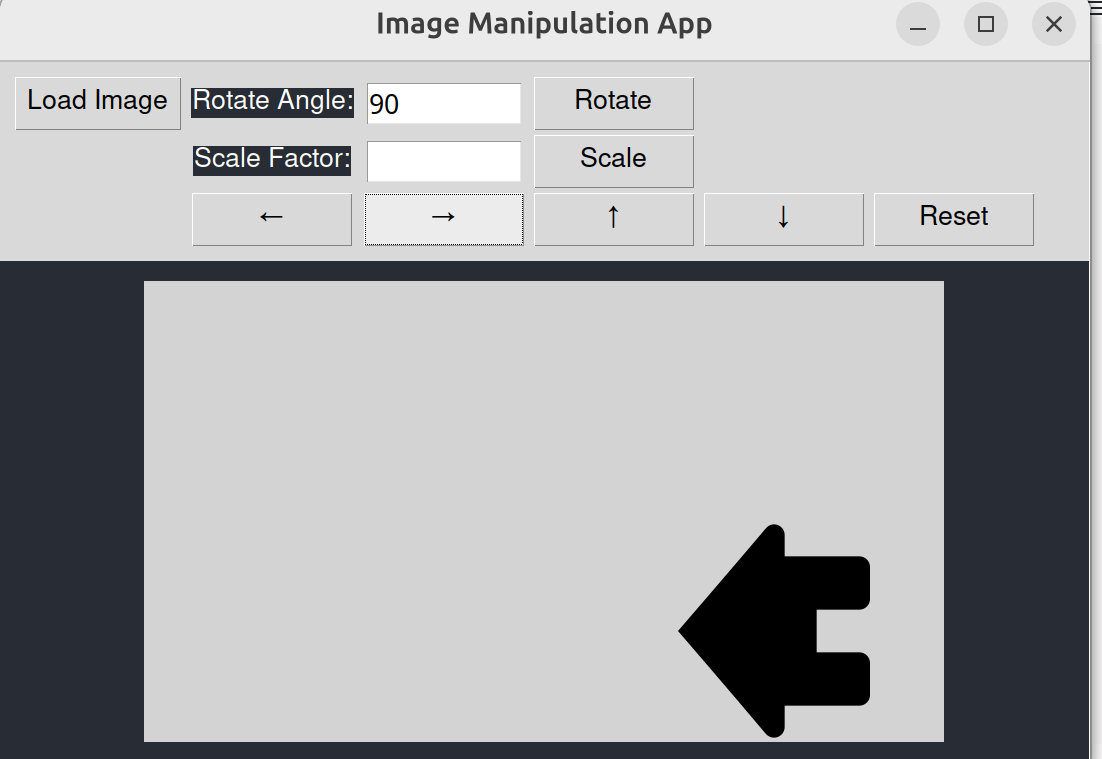 Image Manipulation App
Load Image Rotate Angle: 90 Rotate
Scale Factor: Scale
← → ↑ ↓ Reset